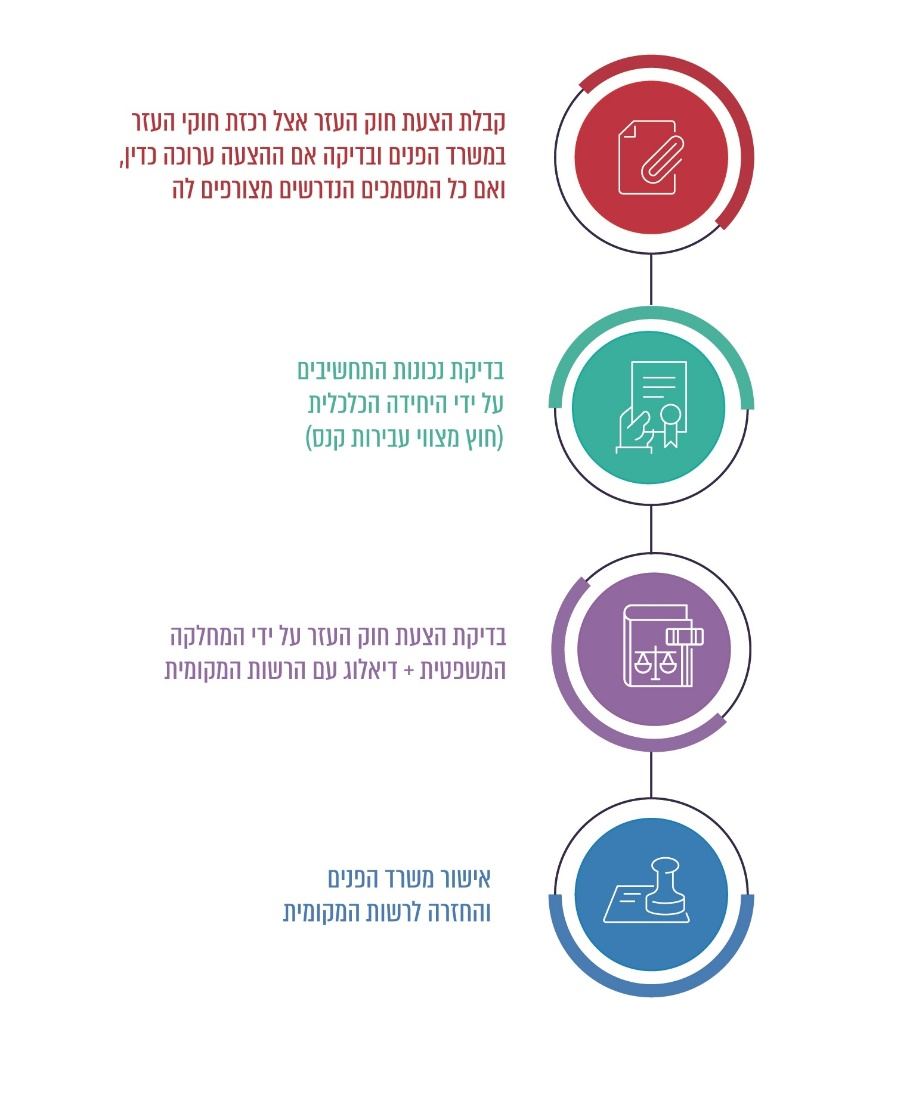 קבלת הצעת חוק העזר אצל רכזת חוקי העזר
במשרד הפנים ובדיקה אם ההצעה ערוכה כדין,
ואם כל המסמכים הנדרשים מצורפים לה
בדיקת נכונות התחשיבים
על ידי היחידה הכלכלית
(חוץ מצווי עבירות קנס)
בדיקת הצעת חוק העזר על ידי המחלקה
המשפטית + דיאלוג עם הרשות המקומית
אישור משרד הפנים
והחזרה לרשות המקומית